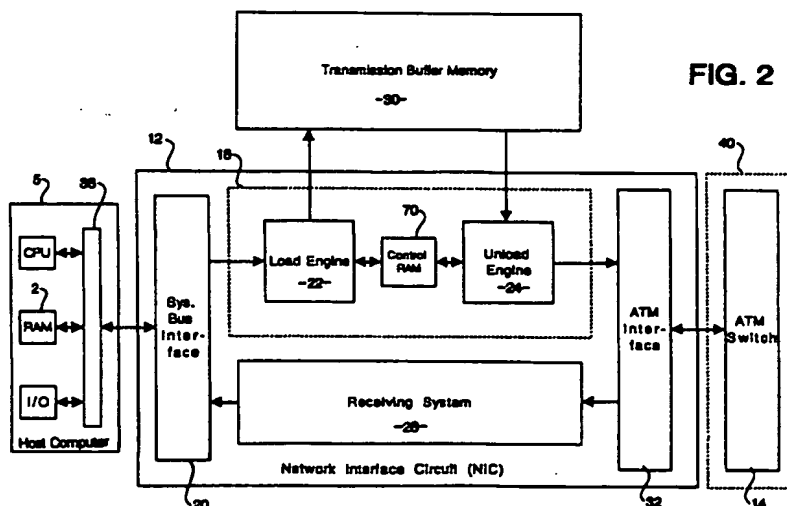 Transmission Buffer Memory
-30-
FIG. 2
12
16
40
5
36
CPU
2
RAM
I/O
Host Computer
Sys.
Bus
Inter-
face
Load Engine
-22-
70
Control
RAM
Unload
Engine
-24-
ATM
Inter-
face
ATM
Switch
Receiving System
-26-
Network Interface Circuit (NIC)
20
32
14